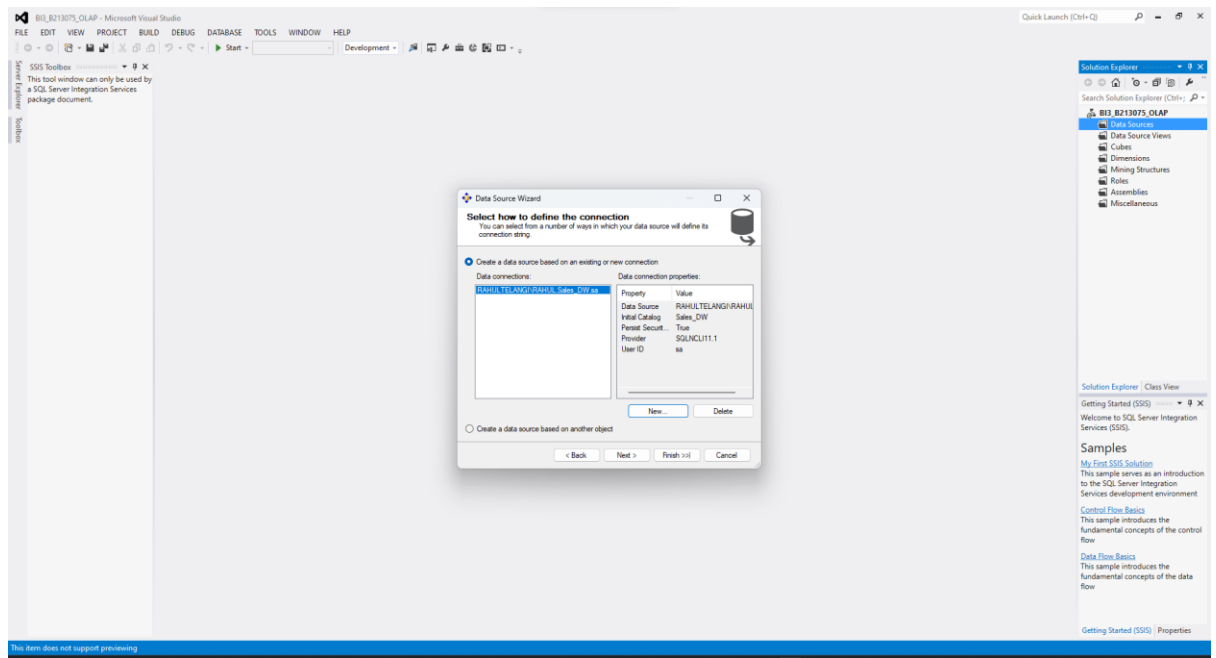 BI3_B213075_OLAP - Microsoft Visual Studio
Quick Launch (Ctrl+Q)
FILE EDIT VIEW PROJECT BUILD DEBUG DATABASE TOOLS WINDOW HELP
Start
Development
Server Explorer
Toolbox
SSIS Toolbox
This tool window can only be used by
a SQL Server Integration Services
package document.
Data Source Wizard
Select how to define the connection
You can select from a number of ways in which your data source will define its
connection string.
Create a data source based on an existing or new connection
Data connections:
Data connection properties:
RAHULTELANGI\RAHUL.Sales_DW.sa
Property Value
Data Source RAHULTELANGI\RAHUL
Initial Catalog Sales_DW
Persist Securit... True
Provider SQLNCLI11.1
User ID sa
New... Delete
Create a data source based on another object
< Back Next > Finish >>| Cancel
Solution Explorer
Search Solution Explorer (Ctrl+;
BI3_B213075_OLAP
Data Sources
Data Source Views
Cubes
Dimensions
Mining Structures
Roles
Assemblies
Miscellaneous
Solution Explorer Class View
Getting Started (SSIS)
Welcome to SQL Server Integration
Services (SSIS).
Samples
My First SSIS Solution
This sample serves as an introduction
to the SQL Server Integration
Services development environment
Control Flow Basics
This sample introduces the
fundamental concepts of the control
flow
Data Flow Basics
This sample introduces the
fundamental concepts of the data
flow
Getting Started (SSIS) Properties
This item does not support previewing